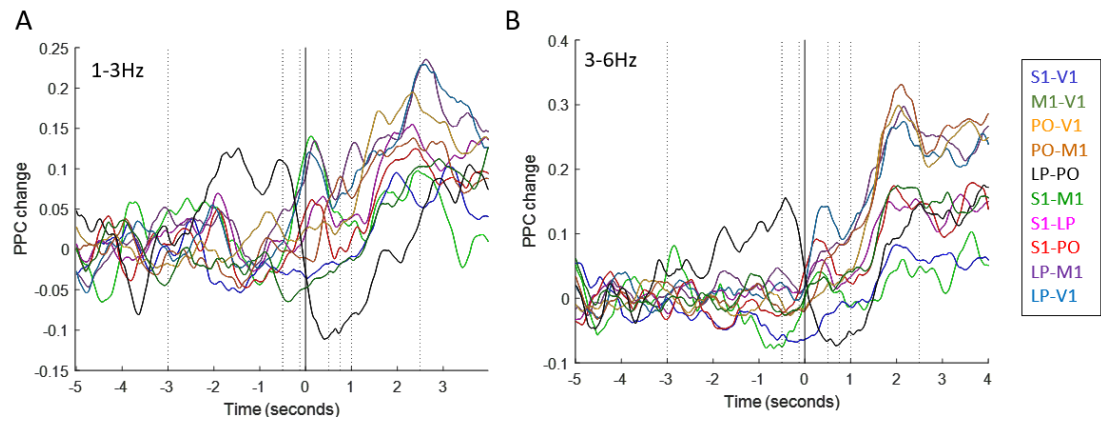 A
B
1-3Hz
3-6Hz
PPC change
0.25
0.2
0.15
0.1
0.05
0
-0.05
-0.1
-0.15
-5 -4 -3 -2 -1 0 1 2 3
Time (seconds)
PPC change
0.4
0.3
0.2
0.1
0
-0.1
-5 -4 -3 -2 -1 0 1 2 3 4
Time (seconds)
S1-V1
M1-V1
PO-V1
PO-M1
LP-PO
S1-M1
S1-LP
S1-PO
LP-M1
LP-V1